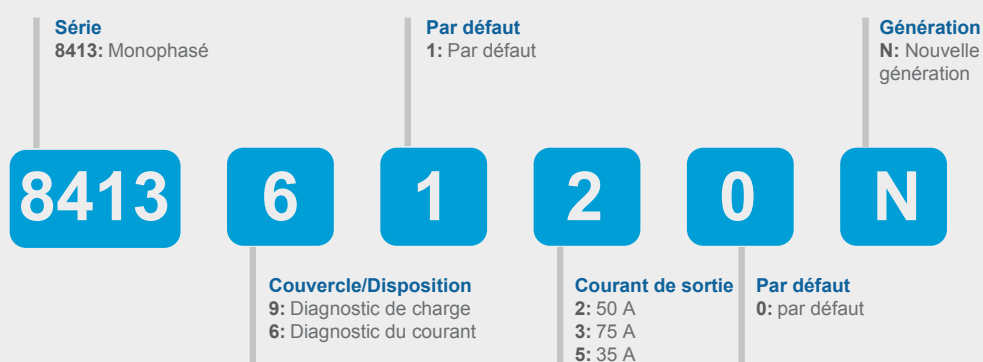 Série
8413: Monophasé
Par défaut
1: Par défaut
Génération
N: Nouvelle
génération
8413 6 1 2 0 N
Couvercle/Disposition
9: Diagnostic de charge
6: Diagnostic du courant
Courant de sortie
2: 50 A
3: 75 A
5: 35 A
Par défaut
0: par défaut